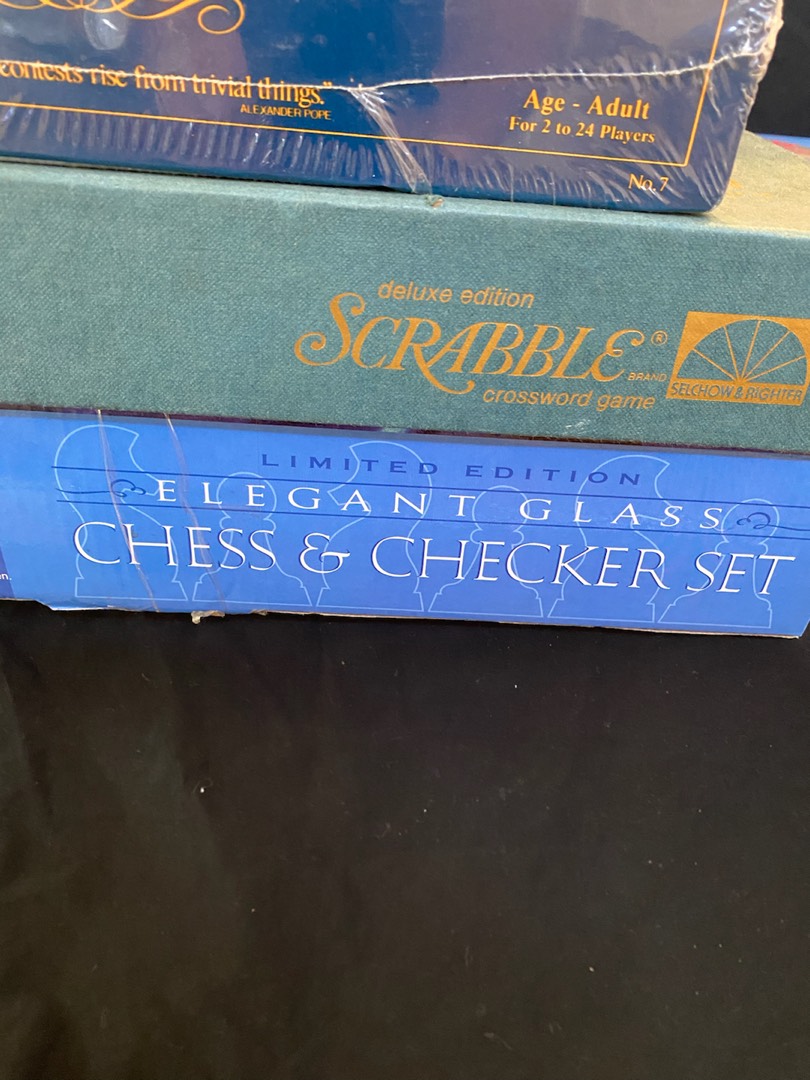 contests rise from trivial things."
ALEXANDER POPE
Age - Adult
For 2 to 24 Players
No. 7
deluxe edition
SCRABBLE®
BRAND
crossword game
SELCHOW & RIGHTER
LIMITED EDITION
ELEGANT GLASS
CHESS & CHECKER SET